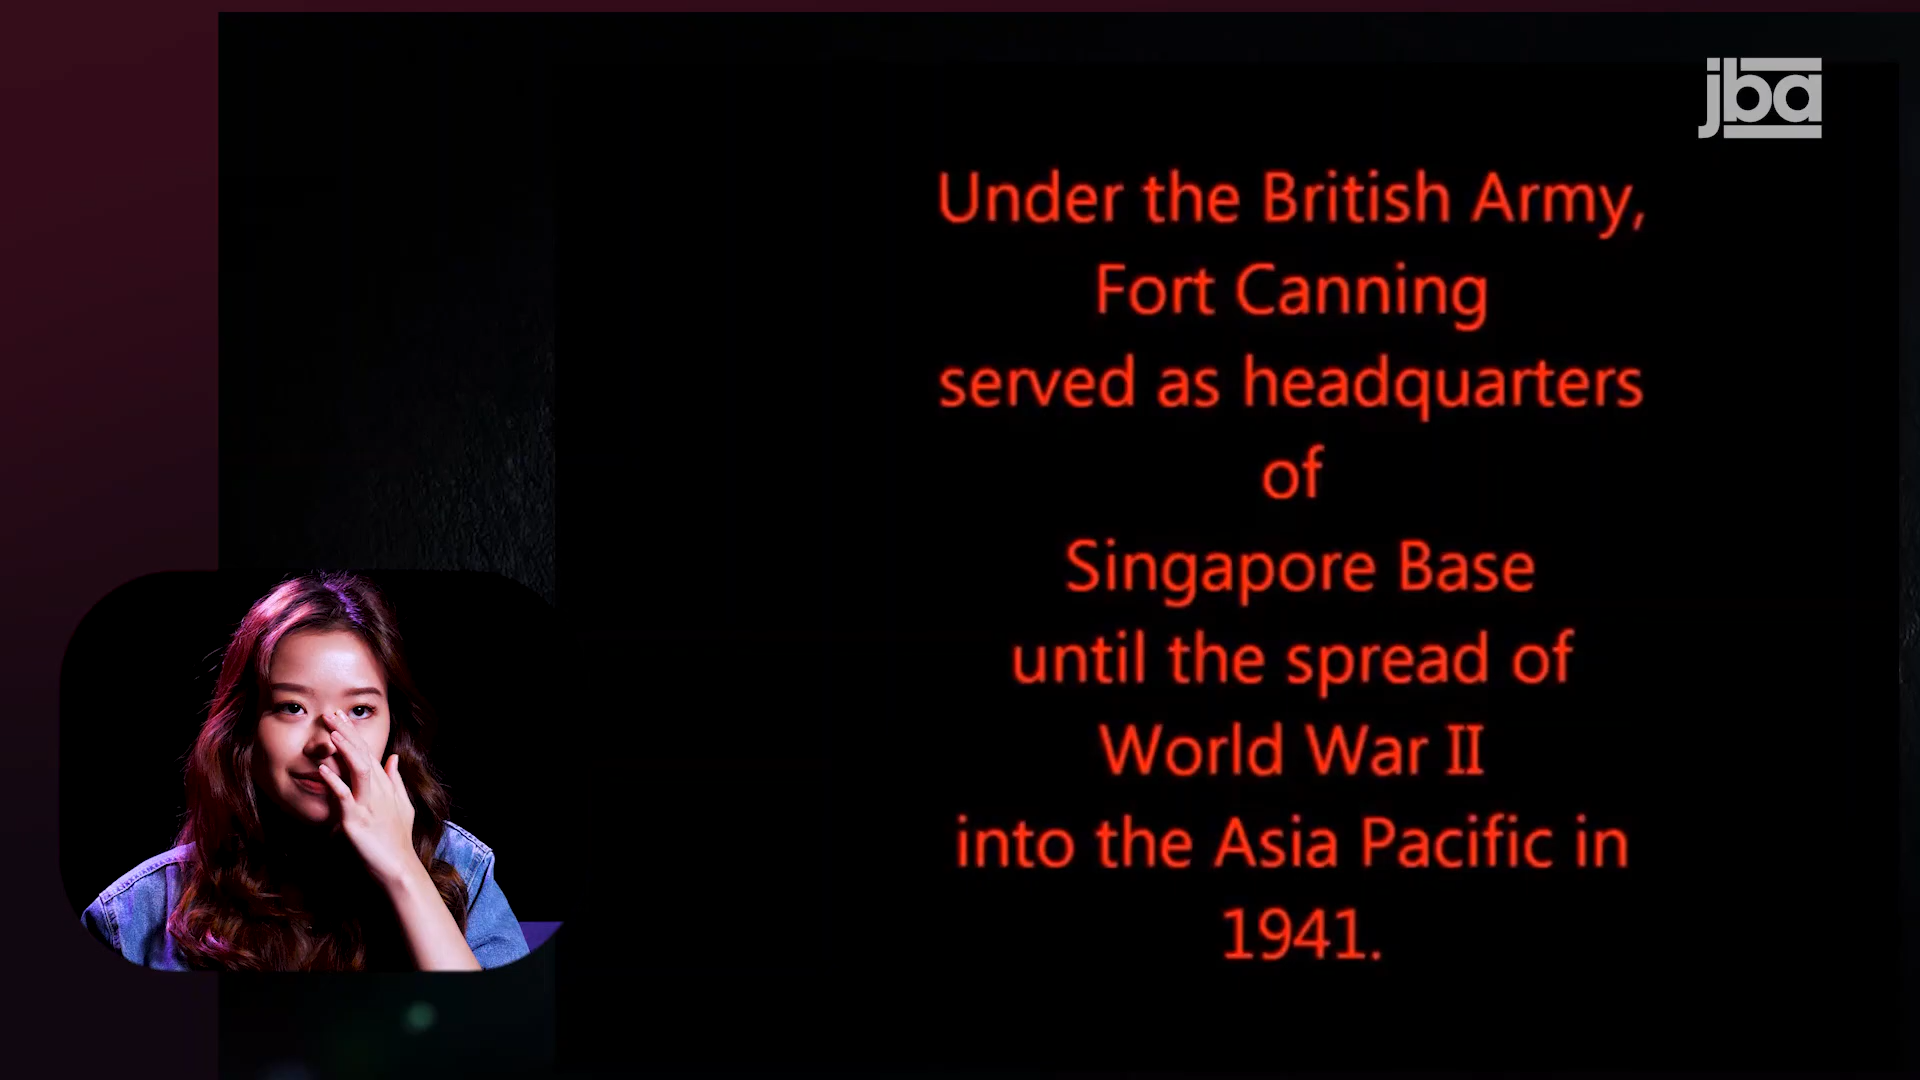 jba
Under the British Army,
Fort Canning
served as headquarters
of
Singapore Base
until the spread of
World War II
into the Asia Pacific in
1941.